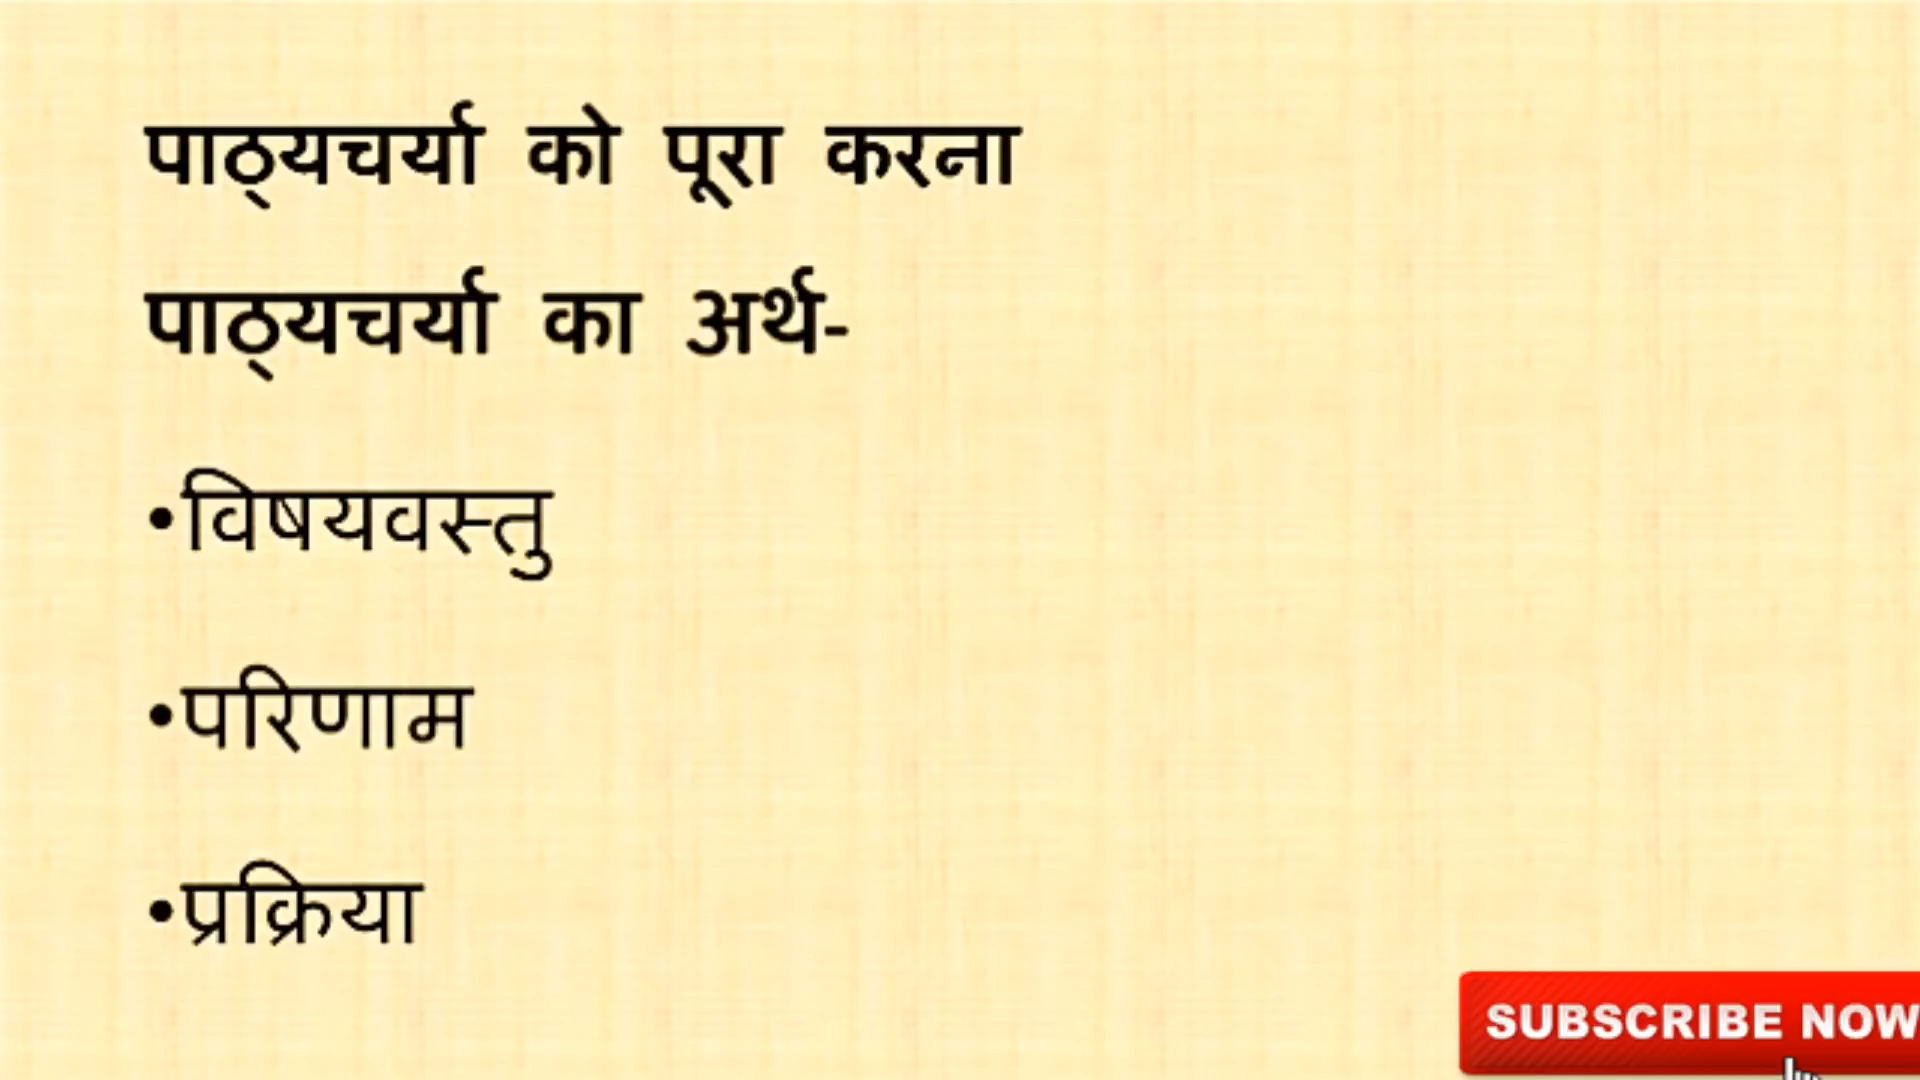 पाठ्यचर्या को पूरा करना
पाठ्यचर्या का अर्थ-
•विषयवस्तु
•परिणाम
•प्रक्रिया
SUBSCRIBE NOW